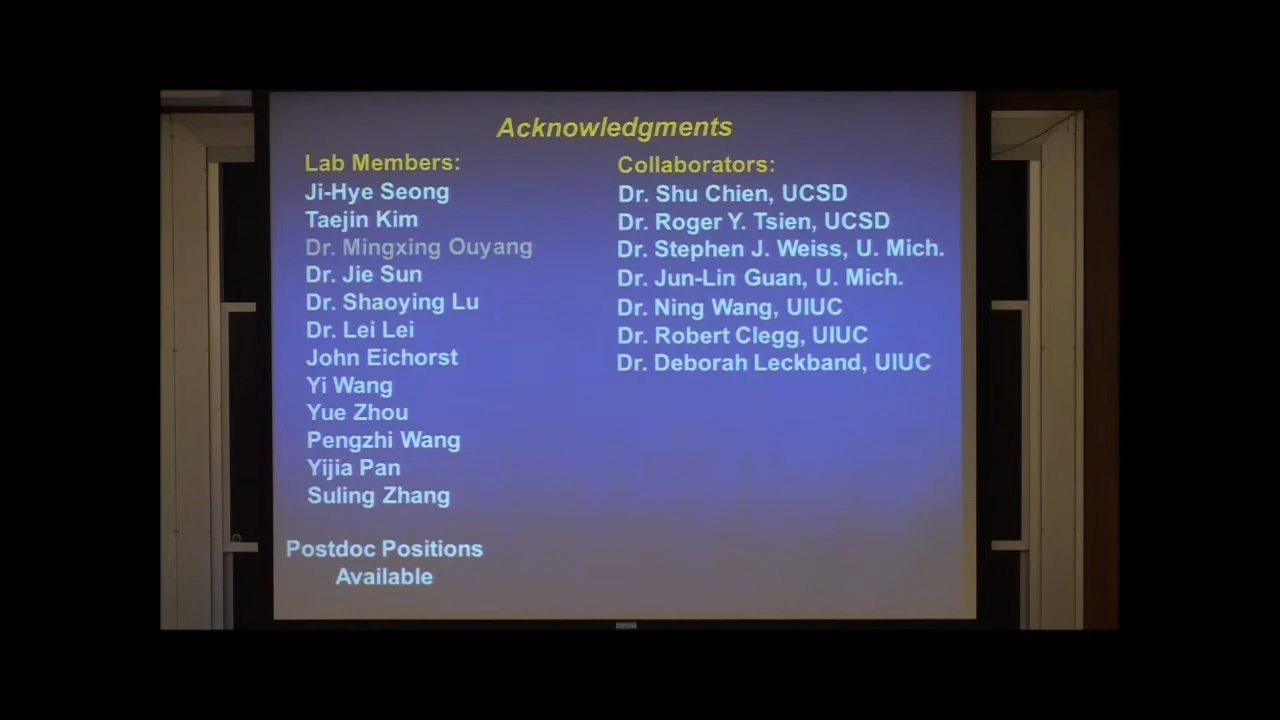 Acknowledgments
Lab Members:
Ji-Hye Seong
Taejin Kim
Dr. Mingxing Ouyang
Dr. Jie Sun
Dr. Shaoying Lu
Dr. Lei Lei
John Eichorst
Yi Wang
Yue Zhou
Pengzhi Wang
Yijia Pan
Suling Zhang
Postdoc Positions
Available
Collaborators:
Dr. Shu Chien, UCSD
Dr. Roger Y. Tsien, UCSD
Dr. Stephen J. Weiss, U. Mich.
Dr. Jun-Lin Guan, U. Mich.
Dr. Ning Wang, UIUC
Dr. Robert Clegg, UIUC
Dr. Deborah Leckband, UIUC